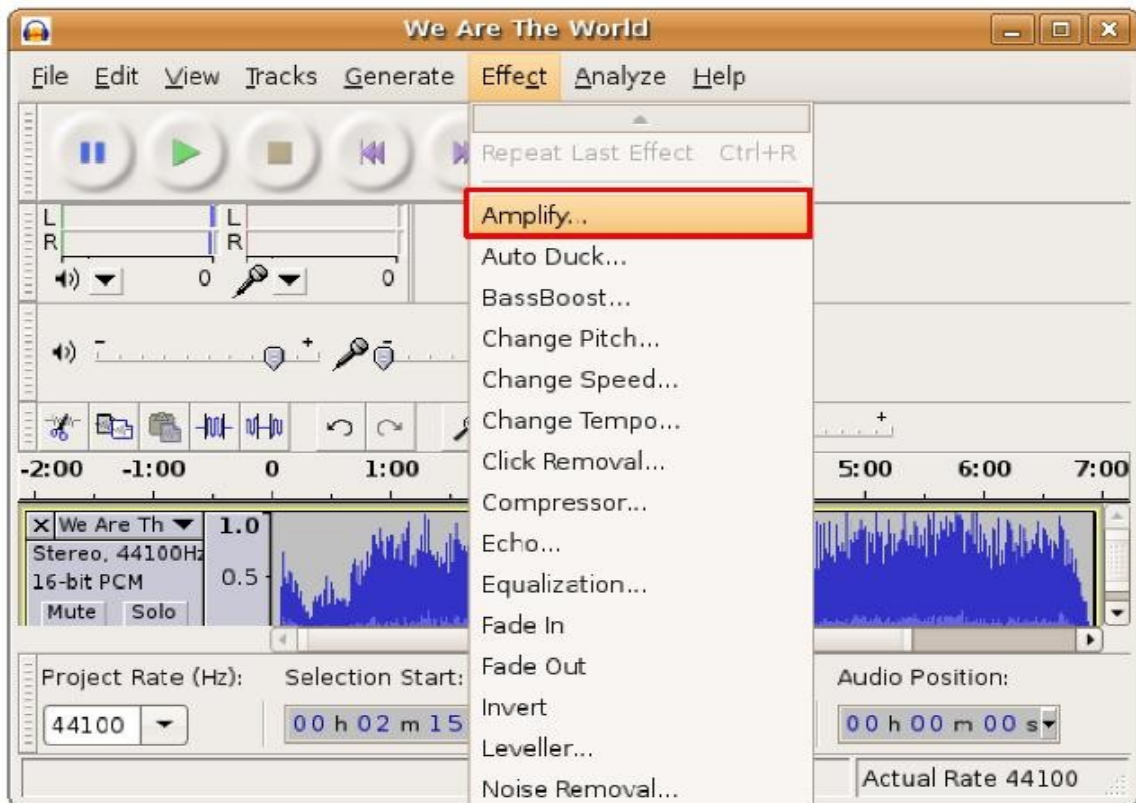 We Are The World
File Edit View Tracks Generate Effect Analyze Help
Repeat Last Effect Ctrl+R
Amplify...
Auto Duck...
BassBoost...
Change Pitch...
Change Speed...
Change Tempo...
Click Removal...
Compressor...
Echo...
Equalization...
Fade In
Fade Out
Invert
Leveller...
Noise Removal...
L
R
0
L
R
0
- +
-
+
-2:00 -1:00 0 1:00 5:00 6:00 7:00
X We Are Th
Stereo, 44100Hz
16-bit PCM
Mute Solo
1.0
0.5
Project Rate (Hz): Selection Start: Audio Position:
44100 00 h 02 m 15 00 h 00 m 00 s
Actual Rate 44100